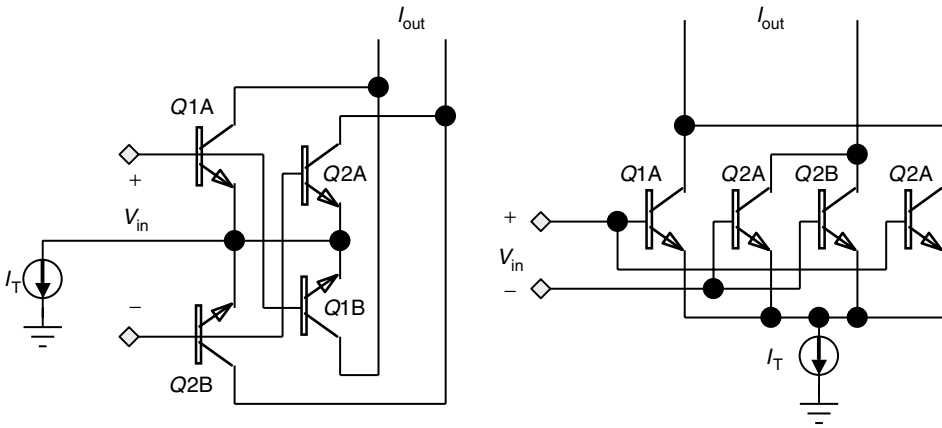 I_out
Q1A
Q2A
+
V_in
I_T
−
Q1B
Q2B
I_out
Q1A
Q2A
Q2B
Q2A
+
V_in
−
I_T